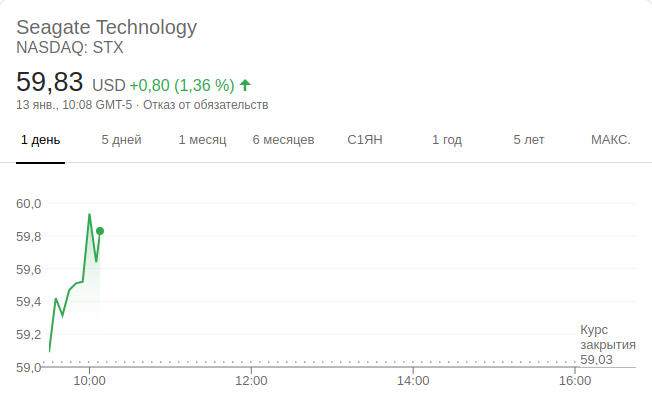 Seagate Technology
NASDAQ: STX
59,83 USD +0,80 (1,36 %)
13 янв., 10:08 GMT-5 · Отказ от обязательств
1 день 5 дней 1 месяц 6 месяцев С1ЯН 1 год 5 лет МАКС.
60,0
59,8
59,6
59,4
59,2
59,0
Курс
закрытия
59,03
10:00 12:00 14:00 16:00